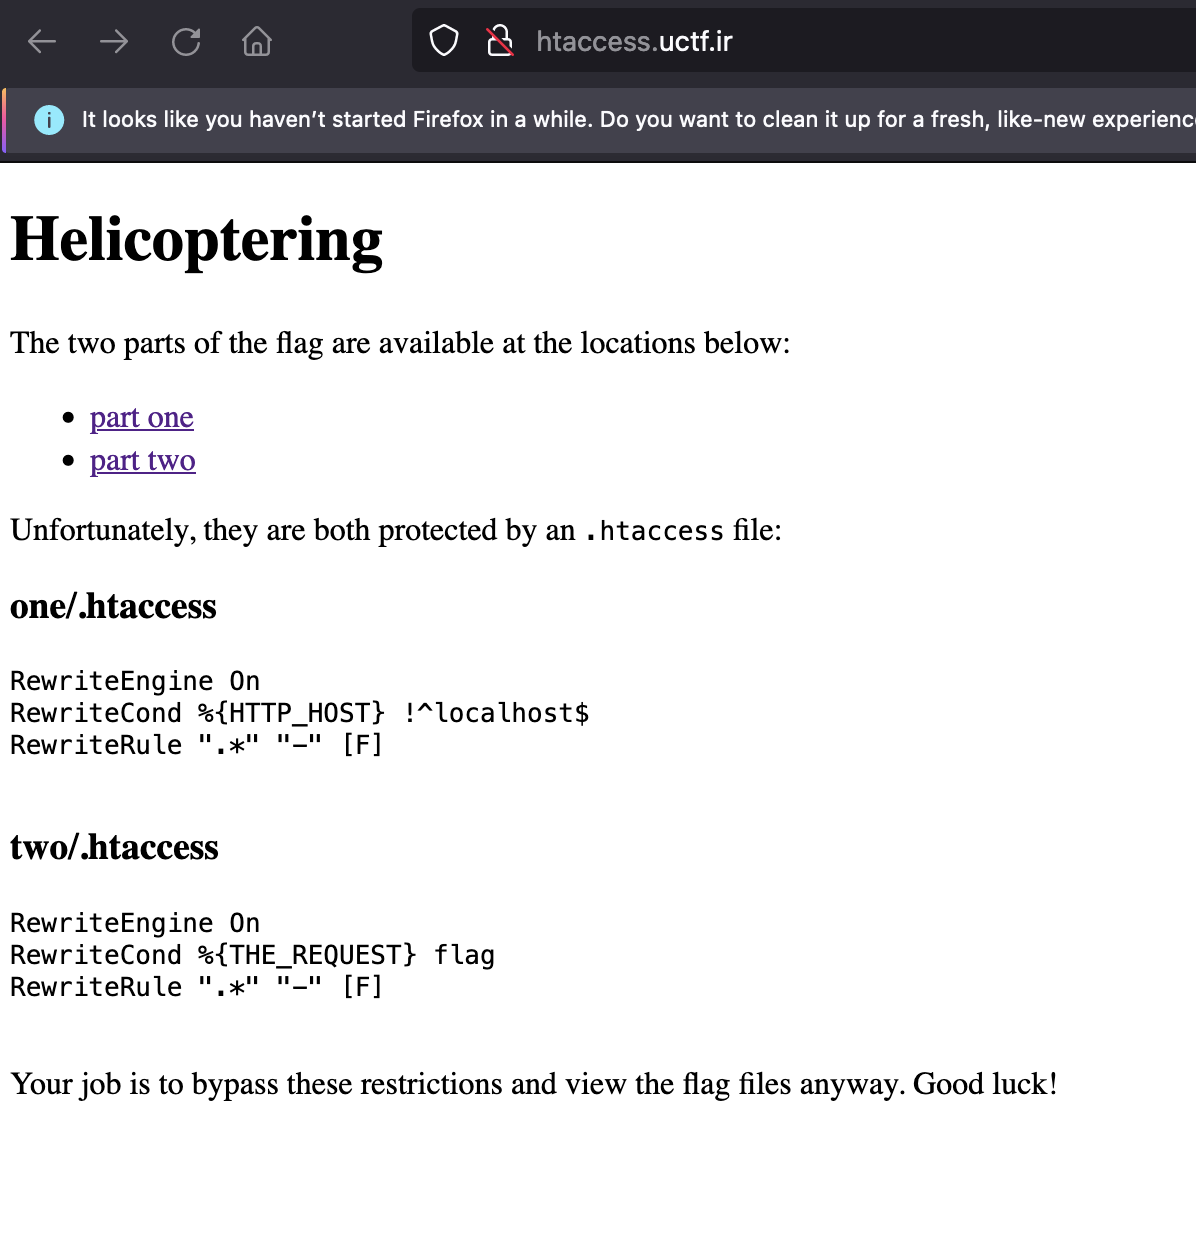 htaccess.uctf.ir
It looks like you haven’t started Firefox in a while. Do you want to clean it up for a fresh, like-new experienc
Helicoptering
The two parts of the flag are available at the locations below:
• part one
• part two
Unfortunately, they are both protected by an .htaccess file:
one/.htaccess
RewriteEngine On
RewriteCond %{HTTP_HOST} !^localhost$
RewriteRule ".*" "-" [F]
two/.htaccess
RewriteEngine On
RewriteCond %{THE_REQUEST} flag
RewriteRule ".*" "-" [F]
Your job is to bypass these restrictions and view the flag files anyway. Good luck!